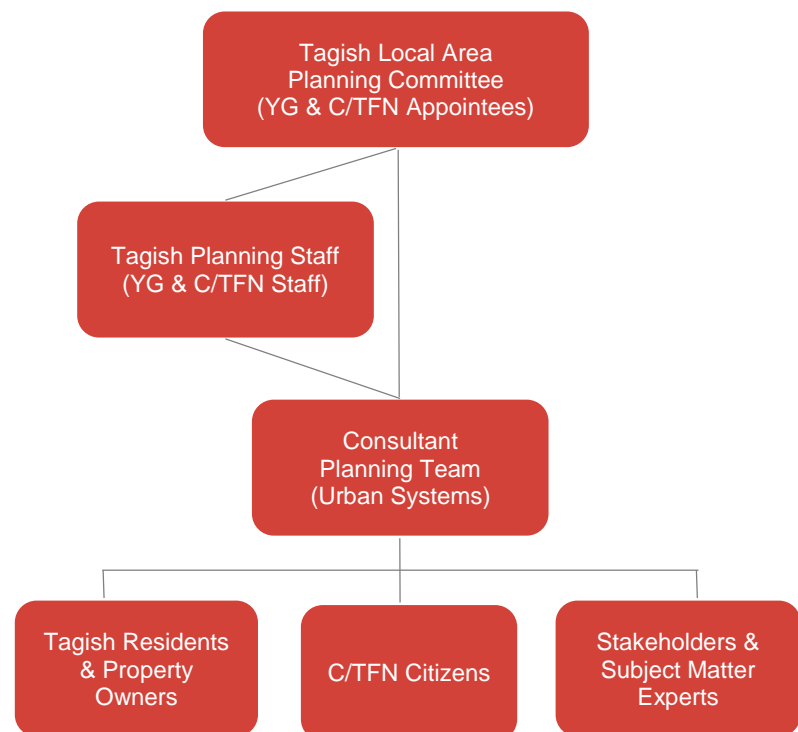 Tagish Local Area
Planning Committee
(YG & C/TFN Appointees)
Tagish Planning Staff
(YG & C/TFN Staff)
Consultant
Planning Team
(Urban Systems)
Tagish Residents
& Property
Owners
C/TFN Citizens
Stakeholders &
Subject Matter
Experts